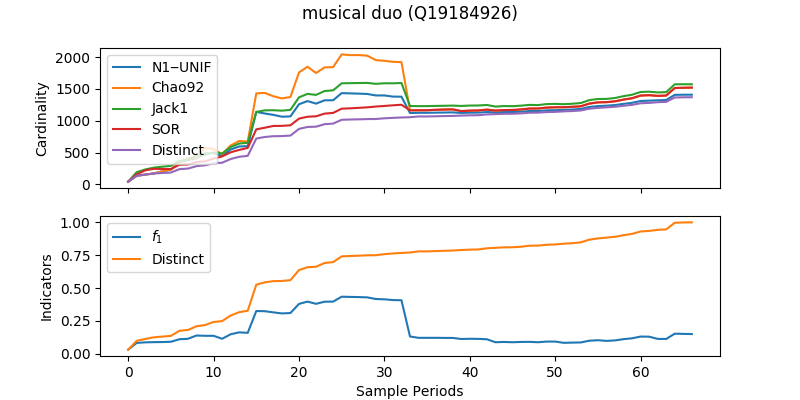 musical duo (Q19184926)
Cardinality
2000
1500
1000
500
0
N1‒UNIF
Chao92
Jack1
SOR
Distinct
Indicators
1.00
0.75
0.50
0.25
0.00
f1
Distinct
0 10 20 30 40 50 60
Sample Periods